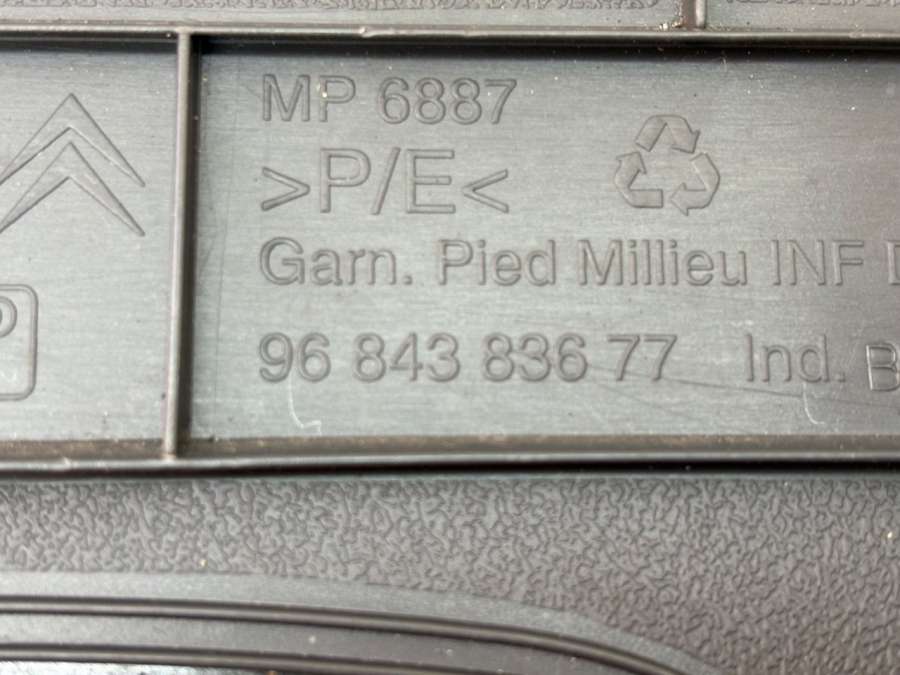 MP 6887
>P/E<
Garn. Pied Millieu INF D
P
96 843 836 77 Ind. B